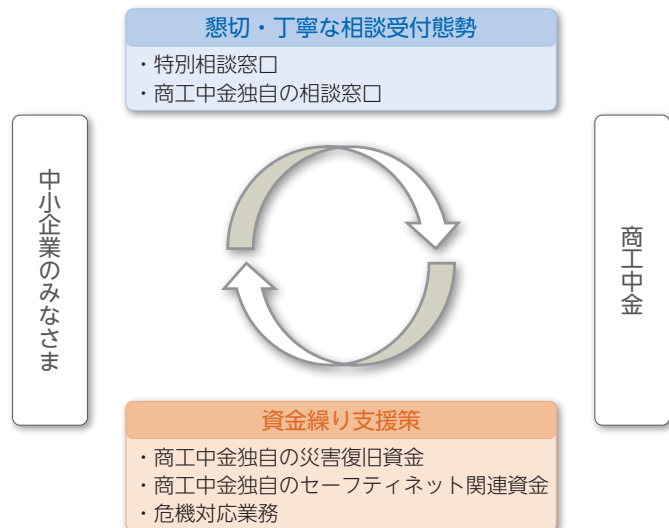 懇切・丁寧な相談受付態勢
・特別相談窓口
・商工中金独自の相談窓口
中小企業のみなさま
商工中金
資金繰り支援策
・商工中金独自の災害復旧資金
・商工中金独自のセーフティネット関連資金
・危機対応業務